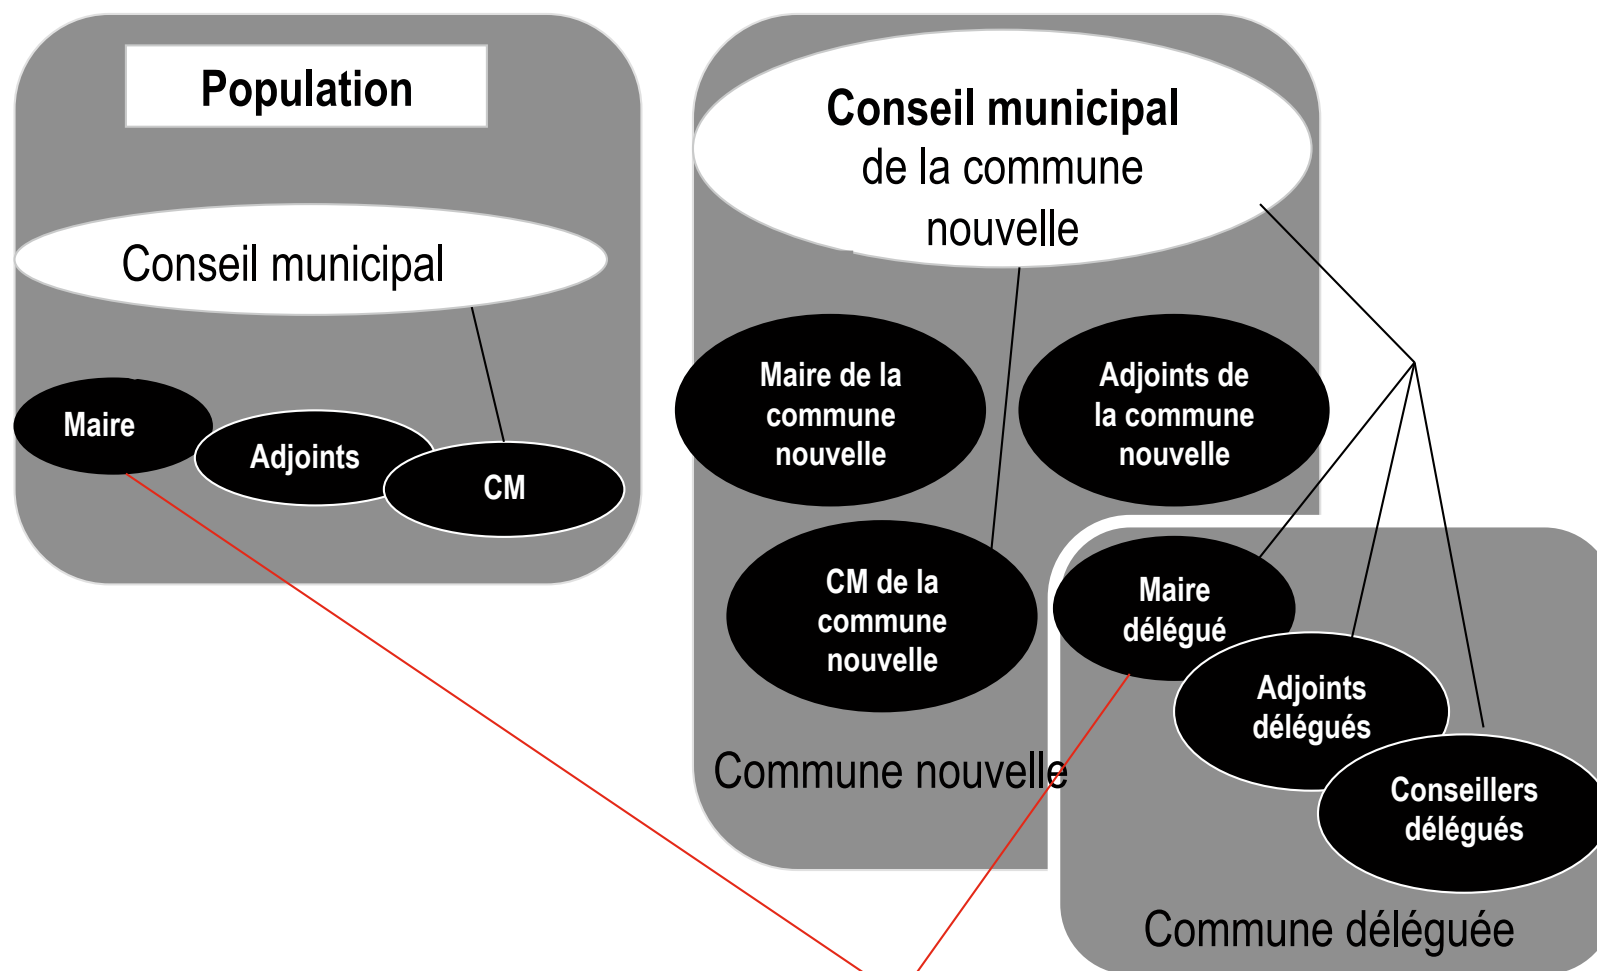 Population
Conseil municipal
Maire
Adjoints
CM
Conseil municipal
de la commune
nouvelle
Maire de la
commune
nouvelle
Adjoints de
la commune
nouvelle
CM de la
commune
nouvelle
Commune nouvelle
Maire
délégué
Adjoints
délégués
Conseillers
délégués
Commune déléguée